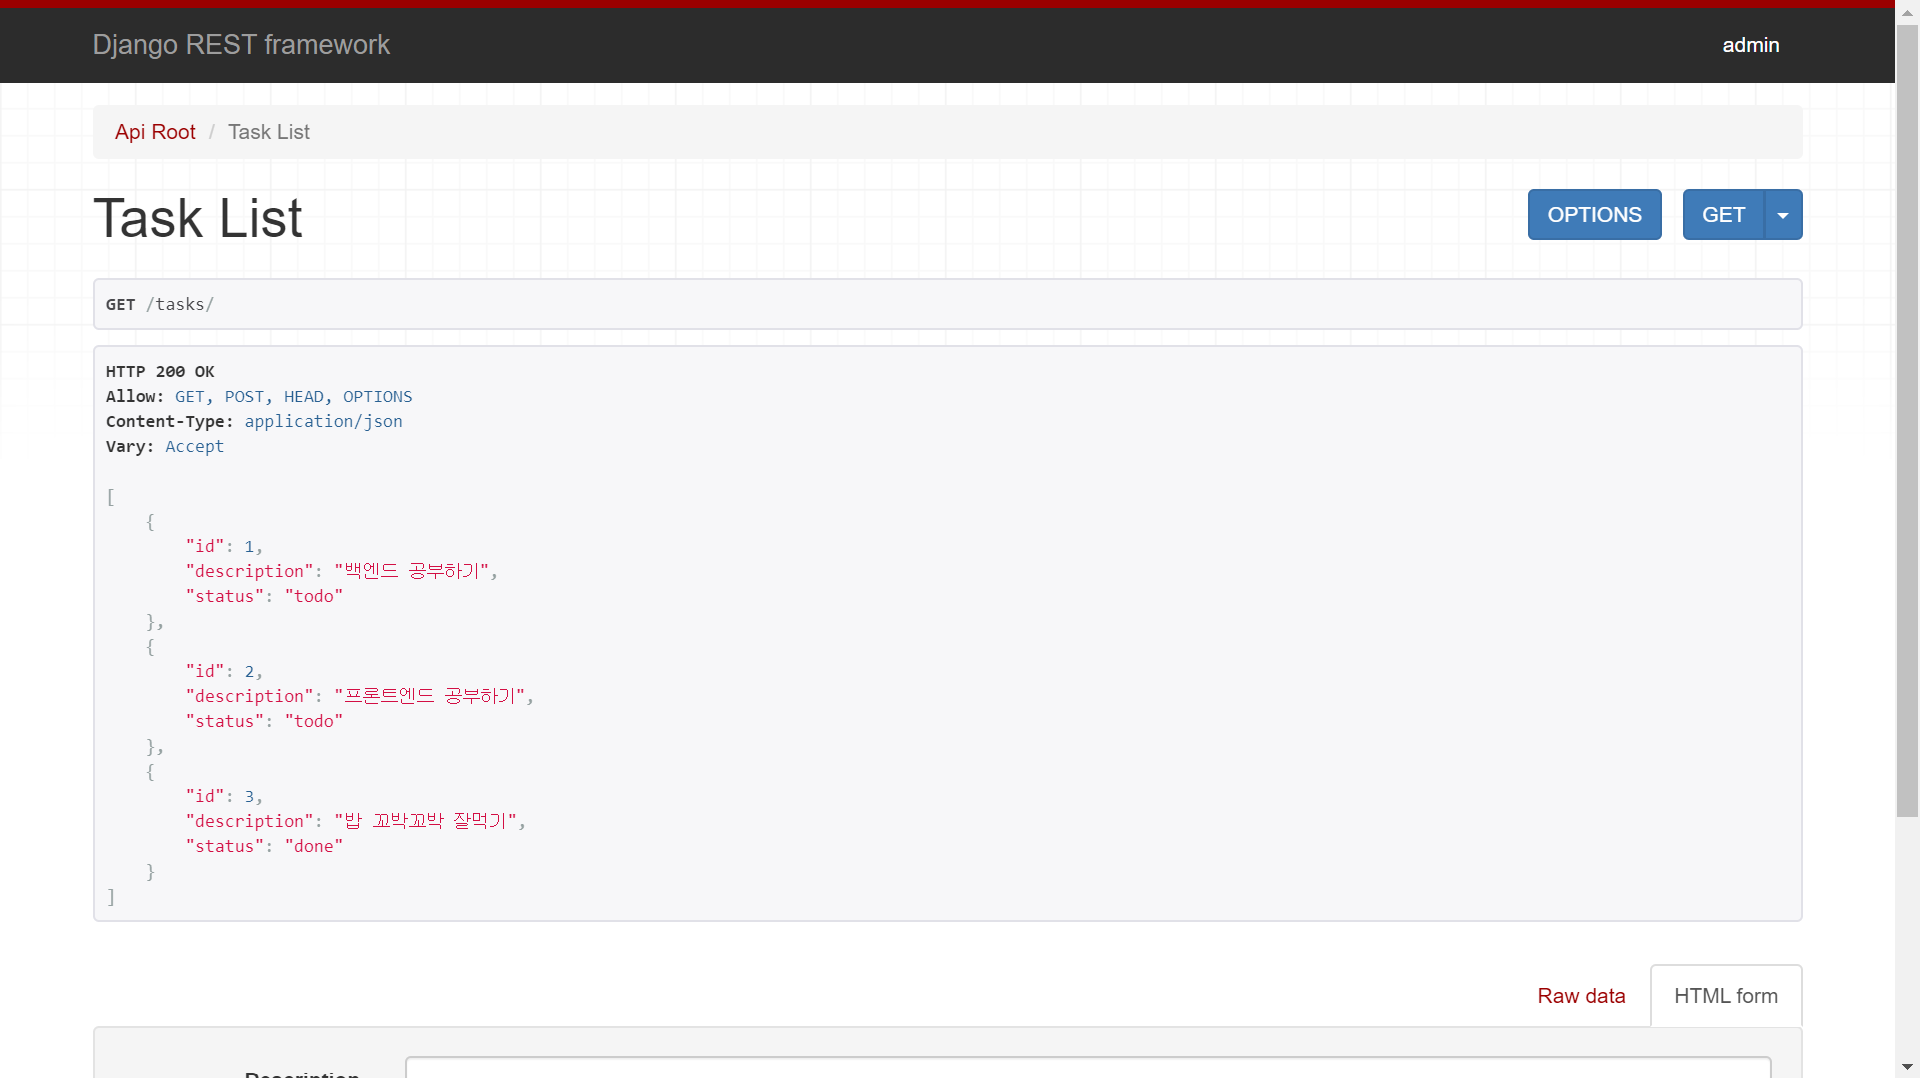 Django REST framework
admin
Api Root / Task List
Task List
OPTIONS
GET
GET /tasks/
HTTP 200 OK
Allow: GET, POST, HEAD, OPTIONS
Content-Type: application/json
Vary: Accept
[
    {
        "id": 1,
        "description": "백엔드 공부하기",
        "status": "todo"
    },
    {
        "id": 2,
        "description": "프론트엔드 공부하기",
        "status": "todo"
    },
    {
        "id": 3,
        "description": "밥 꼬박꼬박 잘먹기",
        "status": "done"
    }
]
Raw data
HTML form
Description